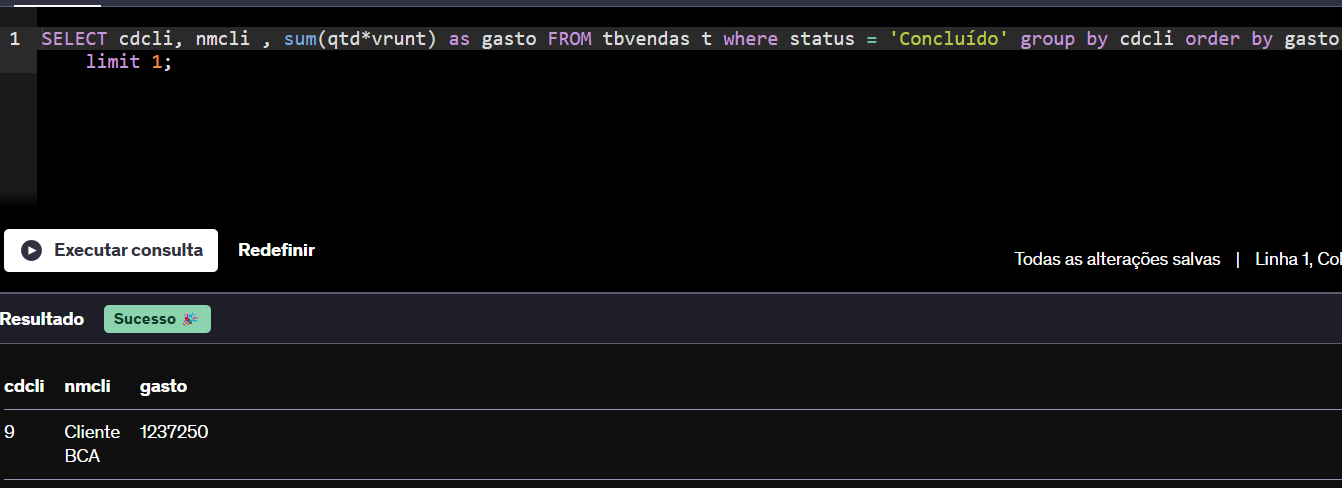 1 SELECT cdcli, nmcli , sum(qtd*vrunt) as gasto FROM tbvendas t where status = 'Concluído' group by cdcli order by gasto
limit 1;
Executar consulta Redefinir
Todas as alterações salvas | Linha 1,
Resultado Sucesso 🎉
cdcli nmcli gasto
9 Cliente 1237250
BCA